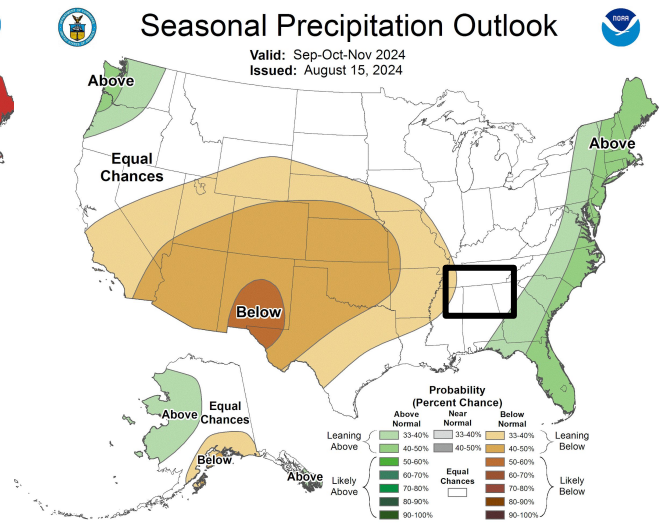 Seasonal Precipitation Outlook
NOAA
Valid: Sep-Oct-Nov 2024
Issued: August 15, 2024
Above
Equal
Chances
Above
Below
Above
Equal
Chances
Below
Above
Probability
(Percent Chance)
Above
Normal
Near
Normal
Below
Normal
Leaning
Above
33-40%
40-50%
33-40%
40-50%
33-40%
40-50%
Leaning
Below
Likely
Above
50-60%
60-70%
70-80%
80-90%
90-100%
Equal
Chances
50-60%
60-70%
70-80%
80-90%
90-100%
Likely
Below